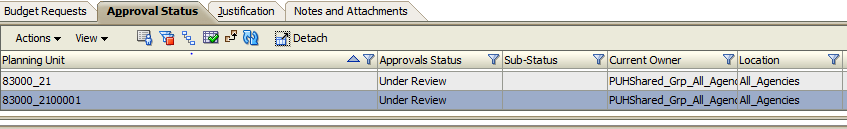 Budget Requests Approval Status Justification Notes and Attachments
Actions View Detach
Planning Unit Approvals Status Sub-Status Current Owner Location
83000_21 Under Review PUHShared_Grp_All_Agenc All_Agencies
83000_2100001 Under Review PUHShared_Grp_All_Agenc All_Agencies